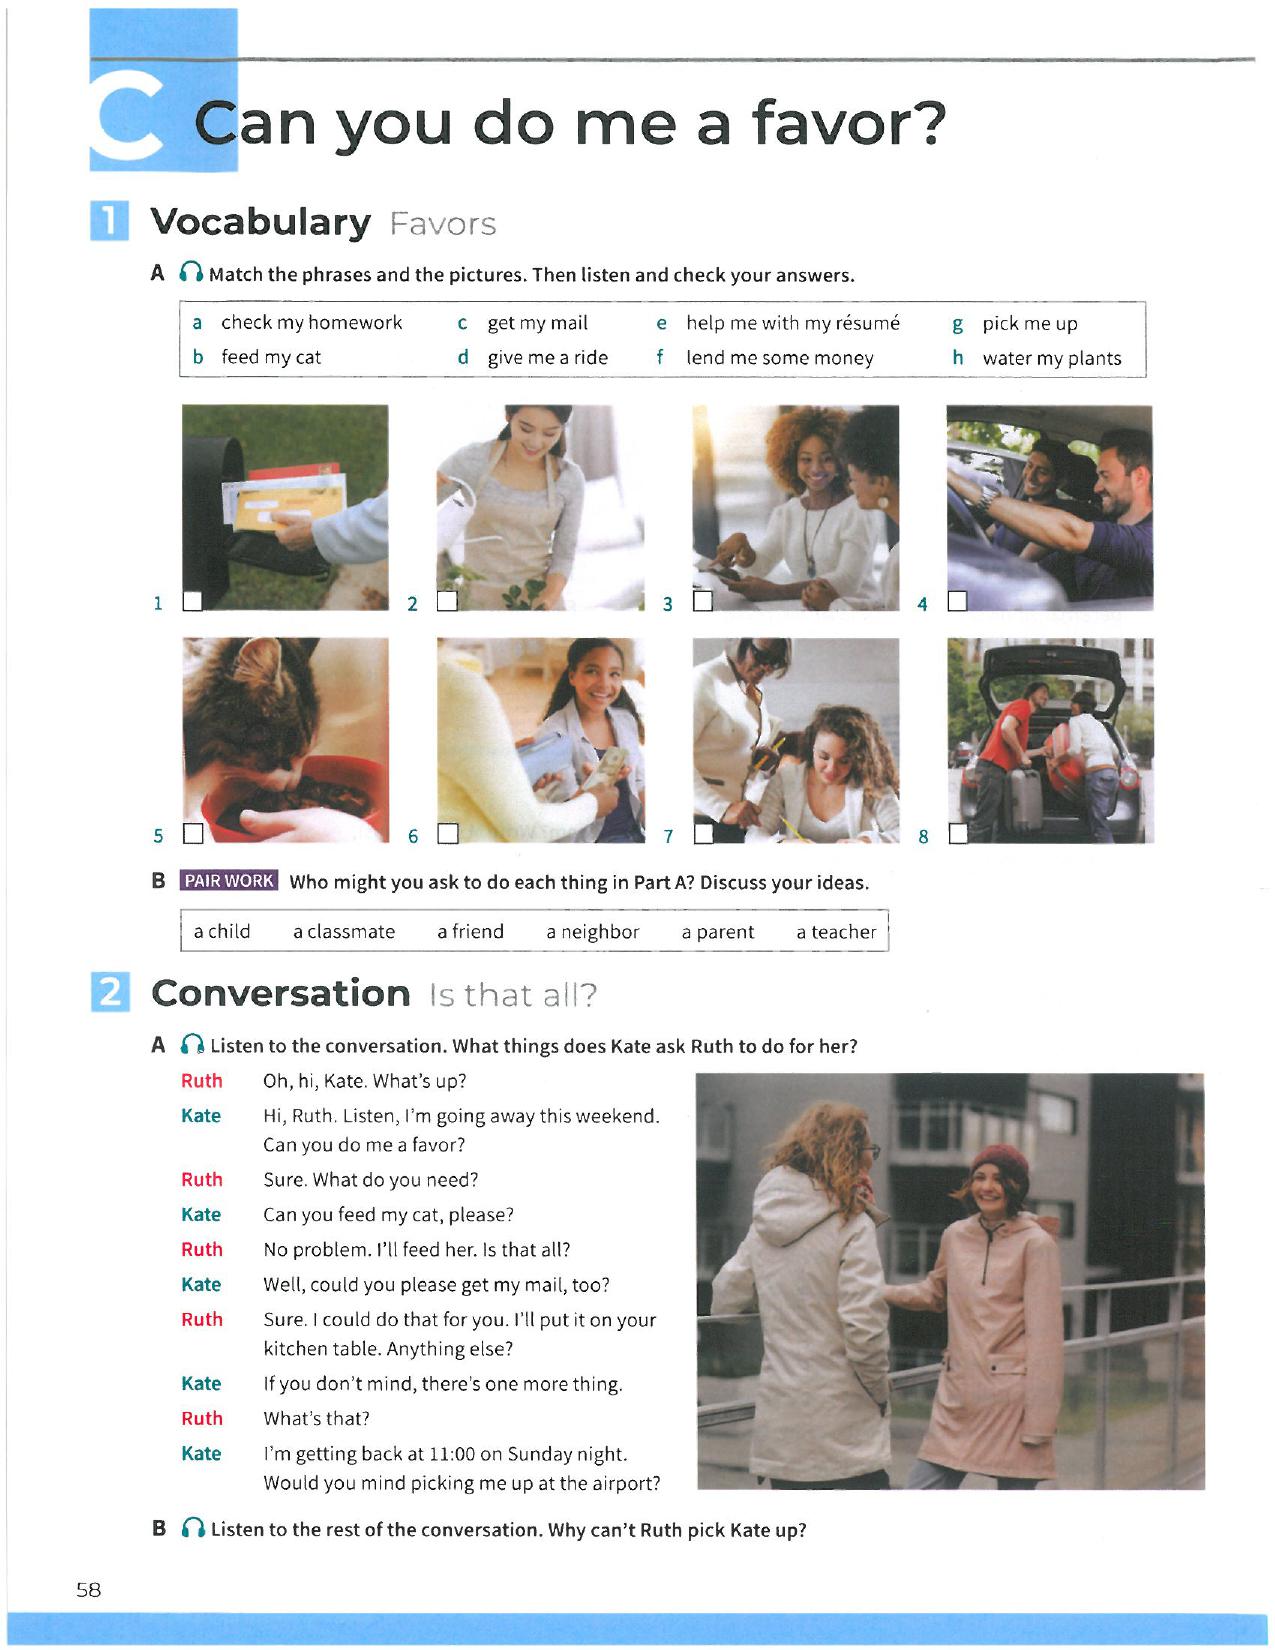 C Can you do me a favor?
1 Vocabulary Favors
A Match the phrases and the pictures. Then listen and check your answers.
a check my homework c get my mail e help me with my résumé g pick me up
b feed my cat d give me a ride f lend me some money h water my plants
1 2 3 4
5 6 7 8
B PAIR WORK Who might you ask to do each thing in Part A? Discuss your ideas.
a child a classmate a friend a neighbor a parent a teacher
2 Conversation Is that all?
A Listen to the conversation. What things does Kate ask Ruth to do for her?
Ruth Oh, hi, Kate. What's up?
Kate Hi, Ruth. Listen, I'm going away this weekend.
Can you do me a favor?
Ruth Sure. What do you need?
Kate Can you feed my cat, please?
Ruth No problem. I'll feed her. Is that all?
Kate Well, could you please get my mail, too?
Ruth Sure. I could do that for you. I'll put it on your
kitchen table. Anything else?
Kate If you don't mind, there's one more thing.
Ruth What's that?
Kate I'm getting back at 11:00 on Sunday night.
Would you mind picking me up at the airport?
B Listen to the rest of the conversation. Why can't Ruth pick Kate up?
58